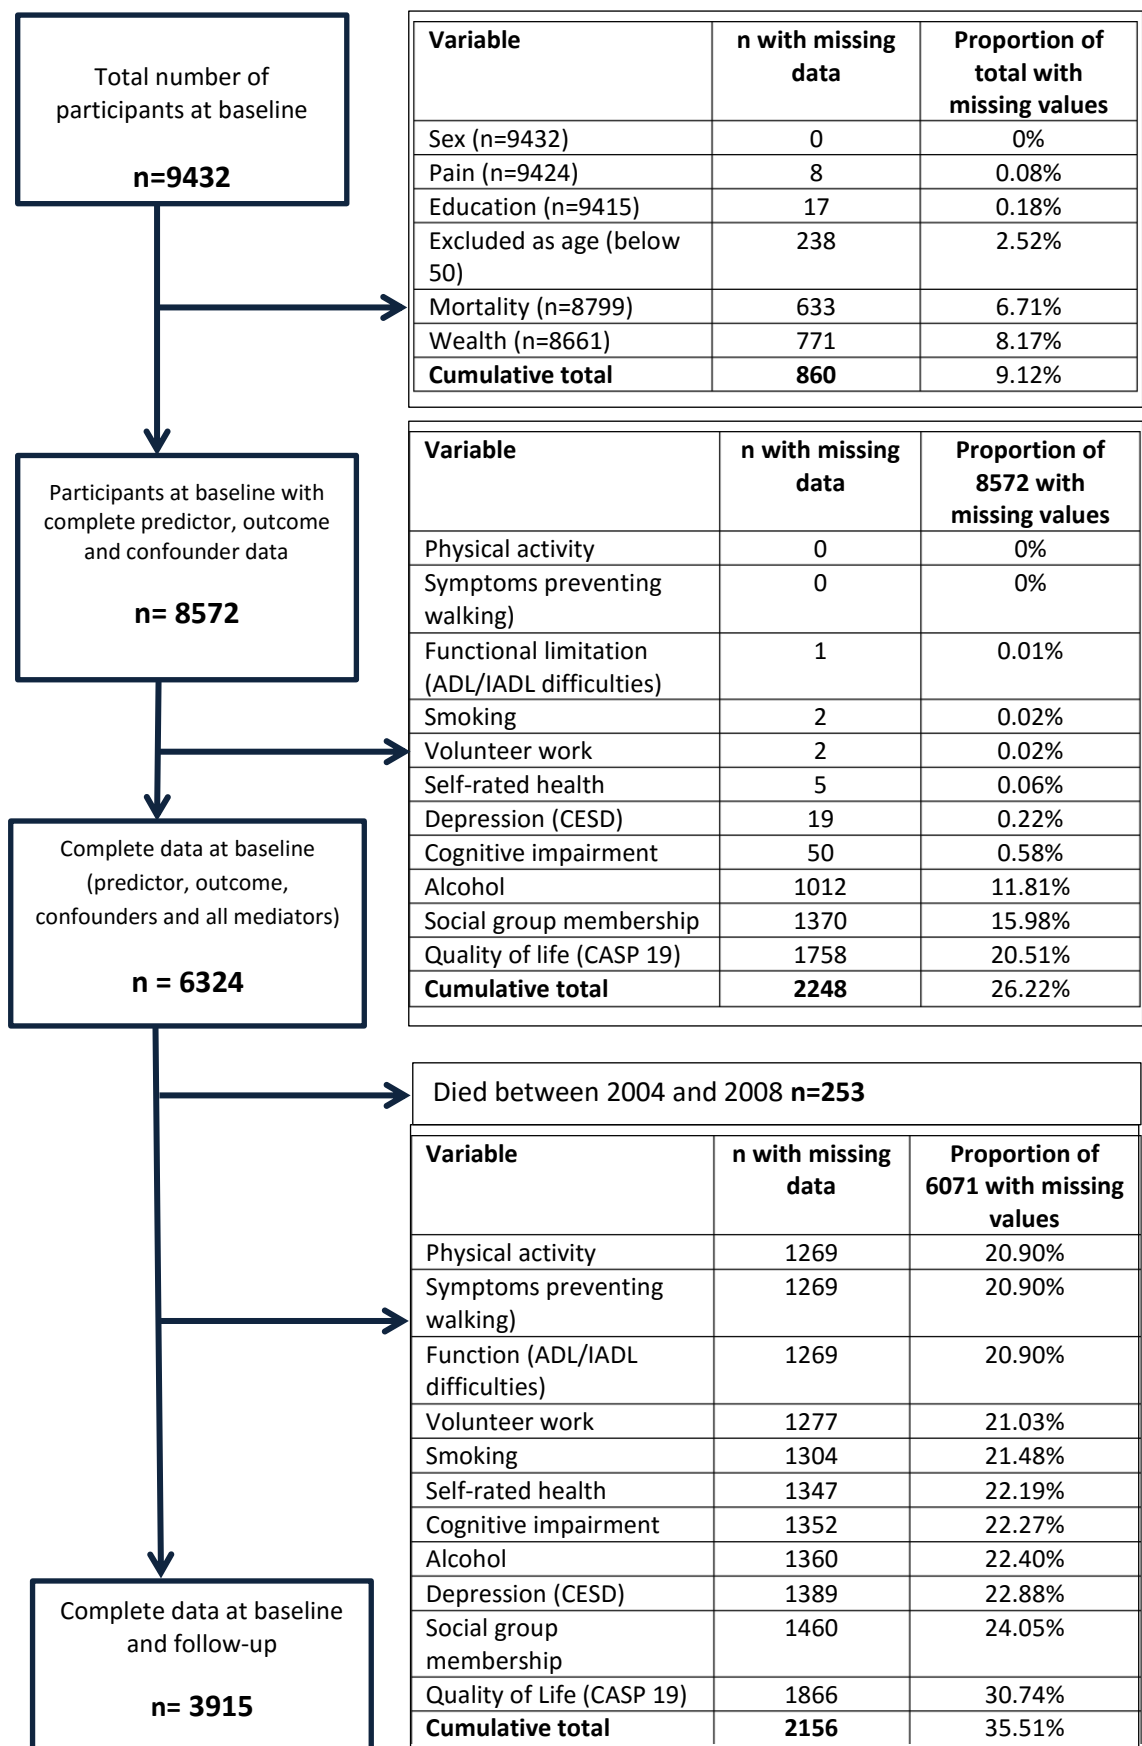 Total number of
participants at baseline
n=9432
Variable n with missing data Proportion of total with missing values
Sex (n=9432) 0 0%
Pain (n=9424) 8 0.08%
Education (n=9415) 17 0.18%
Excluded as age (below 50) 238 2.52%
Mortality (n=8799) 633 6.71%
Wealth (n=8661) 771 8.17%
Cumulative total 860 9.12%
Participants at baseline with
complete predictor, outcome
and confounder data
n= 8572
Variable n with missing data Proportion of 8572 with missing values
Physical activity 0 0%
Symptoms preventing walking) 0 0%
Functional limitation (ADL/IADL difficulties) 1 0.01%
Smoking 2 0.02%
Volunteer work 2 0.02%
Self-rated health 5 0.06%
Depression (CESD) 19 0.22%
Cognitive impairment 50 0.58%
Alcohol 1012 11.81%
Social group membership 1370 15.98%
Quality of life (CASP 19) 1758 20.51%
Cumulative total 2248 26.22%
Complete data at baseline
(predictor, outcome,
confounders and all mediators)
n = 6324
Died between 2004 and 2008 n=253
Variable n with missing data Proportion of 6071 with missing values
Physical activity 1269 20.90%
Symptoms preventing walking) 1269 20.90%
Function (ADL/IADL difficulties) 1269 20.90%
Volunteer work 1277 21.03%
Smoking 1304 21.48%
Self-rated health 1347 22.19%
Cognitive impairment 1352 22.27%
Alcohol 1360 22.40%
Depression (CESD) 1389 22.88%
Social group membership 1460 24.05%
Quality of Life (CASP 19) 1866 30.74%
Cumulative total 2156 35.51%
Complete data at baseline
and follow-up
n= 3915